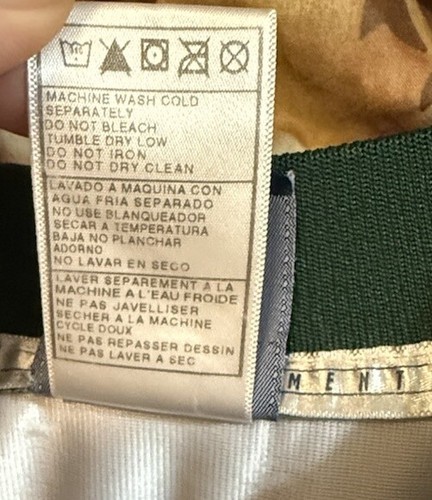 MACHINE WASH COLD
SEPARATELY
DO NOT BLEACH
TUMBLE DRY LOW
DO NOT IRON
DO NOT DRY CLEAN
LAVADO A MAQUINA CON
AGUA FRIA SEPARADO
NO USE BLANQUEADOR
SECAR A TEMPERATURA
BAJA NO PLANCHAR
ADORNO
NO LAVAR EN SECO
LAVER SEPAREMENT A LA
MACHINE A L'EAU FROIDE
NE PAS JAVELLISER
SECHER A LA MACHINE
CYCLE DOUX
NE PAS REPASSER DESSIN
NE PAS LAVER A SEC
MENT